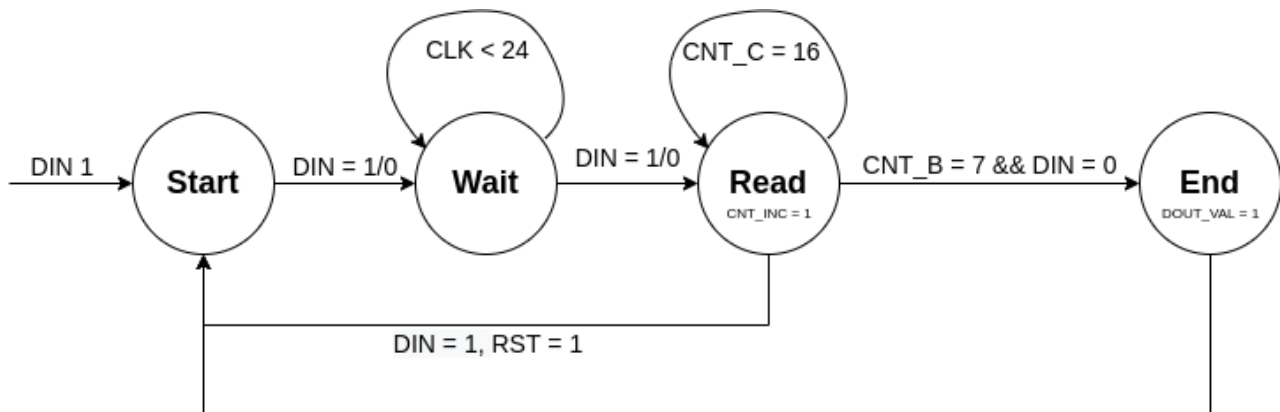 CLK < 24
CNT_C = 16
DIN 1
Start
DIN = 1/0
Wait
DIN = 1/0
Read
CNT_INC = 1
CNT_B = 7 && DIN = 0
End
DOUT_VAL = 1
DIN = 1, RST = 1